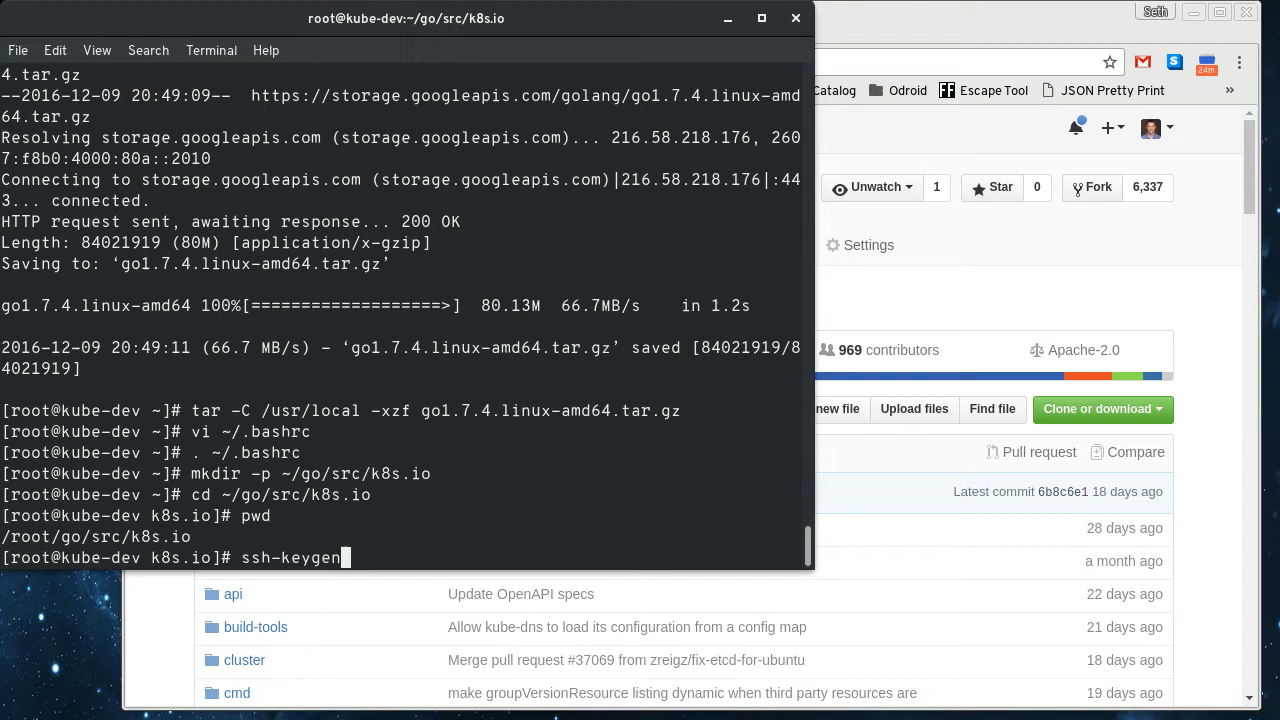 root@kube-dev:~/go/src/k8s.io
File Edit View Search Terminal Help
4.tar.gz
--2016-12-09 20:49:09--  https://storage.googleapis.com/golang/go1.7.4.linux-amd
64.tar.gz
Resolving storage.googleapis.com (storage.googleapis.com)... 216.58.218.176, 260
7:f8b0:4000:80a::2010
Connecting to storage.googleapis.com (storage.googleapis.com)|216.58.218.176|:44
3... connected.
HTTP request sent, awaiting response... 200 OK
Length: 84021919 (80M) [application/x-gzip]
Saving to: ‘go1.7.4.linux-amd64.tar.gz’
go1.7.4.linux-amd64 100%[===================>]  80.13M  66.7MB/s    in 1.2s
2016-12-09 20:49:11 (66.7 MB/s) - ‘go1.7.4.linux-amd64.tar.gz’ saved [84021919/8
4021919]
[root@kube-dev ~]# tar -C /usr/local -xzf go1.7.4.linux-amd64.tar.gz
[root@kube-dev ~]# vi ~/.bashrc
[root@kube-dev ~]# . ~/.bashrc
[root@kube-dev ~]# mkdir -p ~/go/src/k8s.io
[root@kube-dev ~]# cd ~/go/src/k8s.io
[root@kube-dev k8s.io]# pwd
/root/go/src/k8s.io
[root@kube-dev k8s.io]# ssh-keygen
Seth
24m
Catalog Odroid Escape Tool JSON Pretty Print »
Unwatch 1 Star 0 Fork 6,337
Settings
969 contributors Apache-2.0
new file Upload files Find file Clone or download
Pull request Compare
Latest commit 6b8c6e1 18 days ago
28 days ago
a month ago
api Update OpenAPI specs 22 days ago
build-tools Allow kube-dns to load its configuration from a config map 21 days ago
cluster Merge pull request #37069 from zreigz/fix-etcd-for-ubuntu 18 days ago
cmd make groupVersionResource listing dynamic when third party resources are 19 days ago